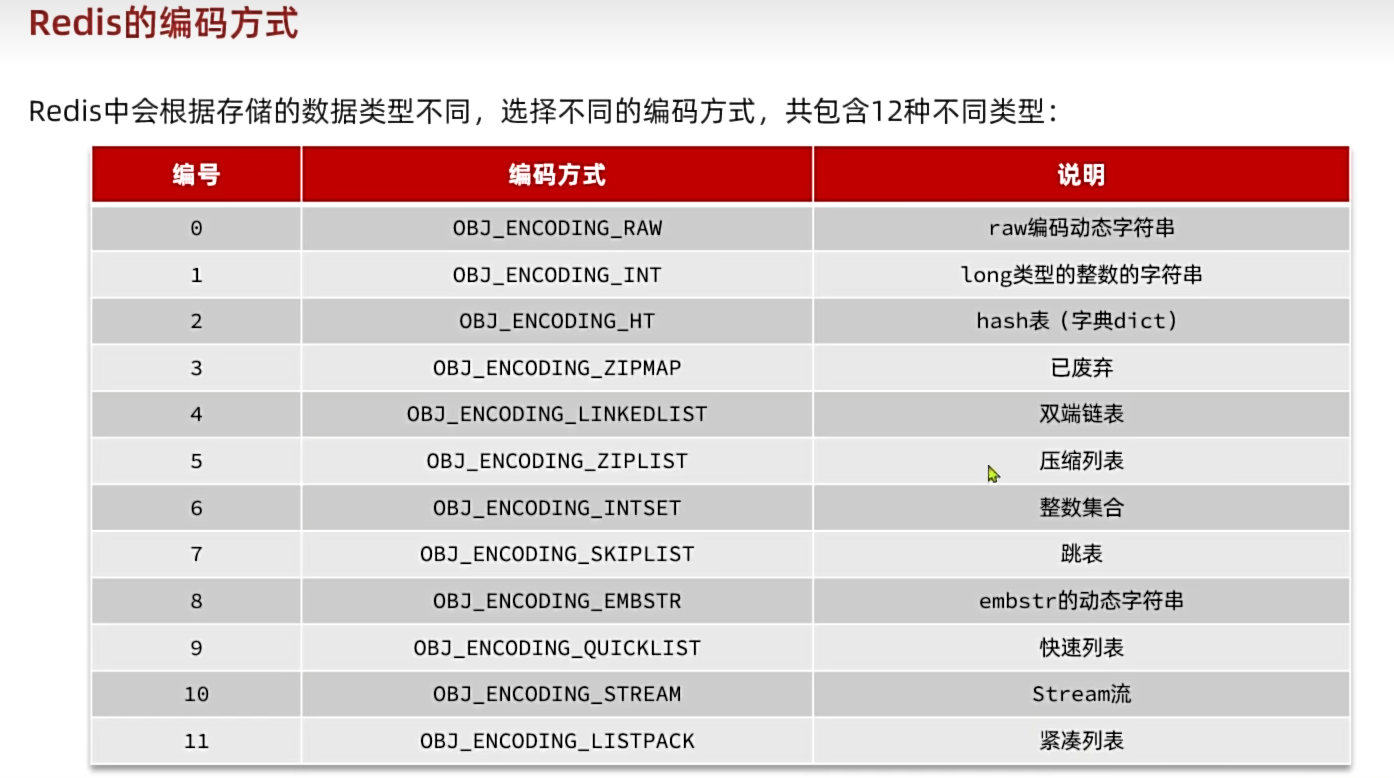 Redis的编码方式
Redis中会根据存储的数据类型不同，选择不同的编码方式，共包含12种不同类型：
编号 编码方式 说明
0 OBJ_ENCODING_RAW raw编码动态字符串
1 OBJ_ENCODING_INT long类型的整数的字符串
2 OBJ_ENCODING_HT hash表（字典dict）
3 OBJ_ENCODING_ZIPMAP 已废弃
4 OBJ_ENCODING_LINKEDLIST 双端链表
5 OBJ_ENCODING_ZIPLIST 压缩列表
6 OBJ_ENCODING_INTSET 整数集合
7 OBJ_ENCODING_SKIPLIST 跳表
8 OBJ_ENCODING_EMBSTR embstr的动态字符串
9 OBJ_ENCODING_QUICKLIST 快速列表
10 OBJ_ENCODING_STREAM Stream流
11 OBJ_ENCODING_LISTPACK 紧凑列表